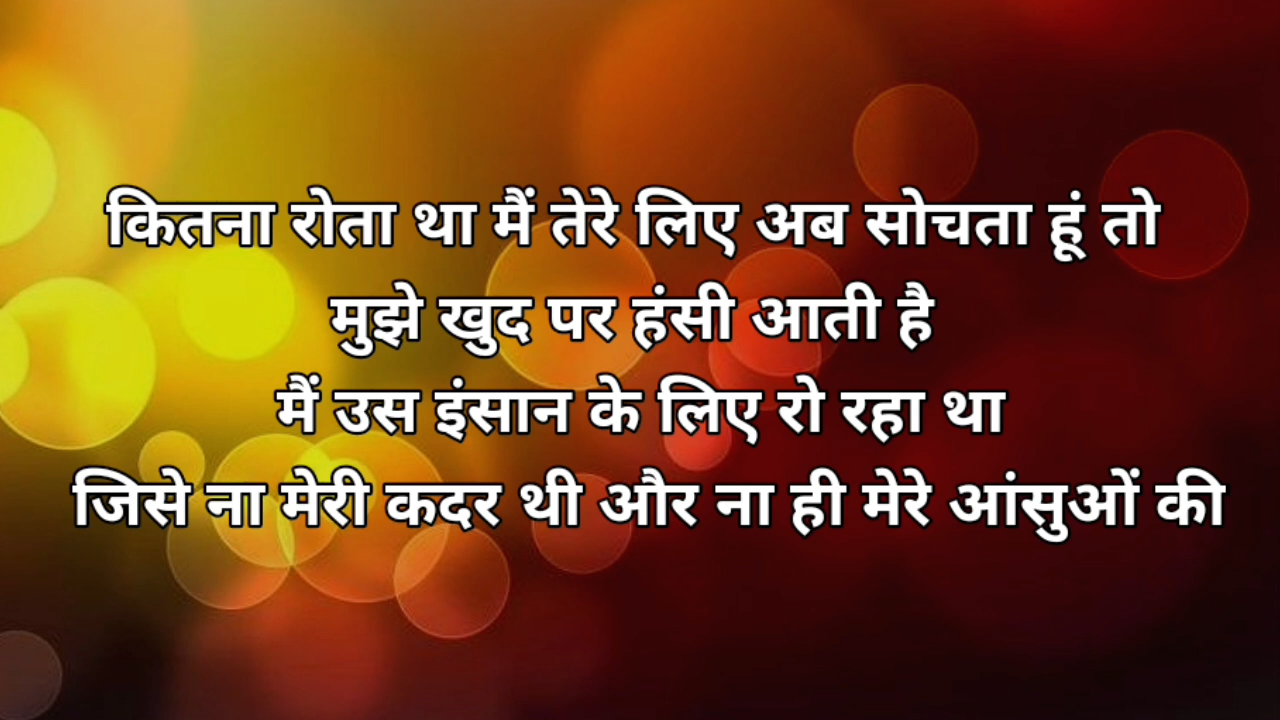 कितना रोता था मैं तेरे लिए अब सोचता हूं तो
मुझे खुद पर हंसी आती है
मैं उस इंसान के लिए रो रहा था
जिसे ना मेरी कदर थी और ना ही मेरे आंसुओं की